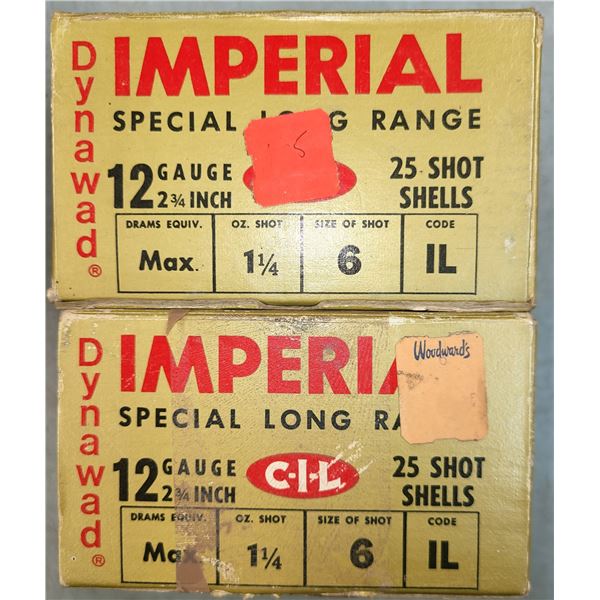 Dynawad®
IMPERIAL
SPECIAL LONG RANGE
12 GAUGE
2¾ INCH
25 SHOT
SHELLS
DRAMS EQUIV. OZ. SHOT SIZE OF SHOT CODE
Max. 1¼ 6 IL
Dynawad®
IMPERIA
Woodward's
SPECIAL LONG RA
12 GAUGE
2¾ INCH
C-I-L
25 SHOT
SHELLS
DRAMS EQUIV. OZ. SHOT SIZE OF SHOT CODE
Max. 1¼ 6 IL